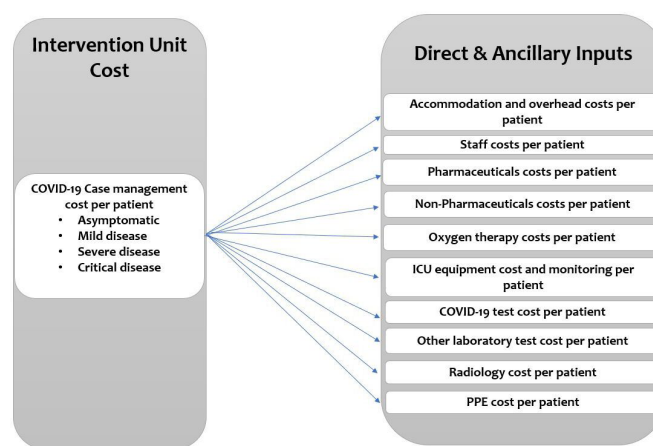 Intervention Unit
Cost
COVID-19 Case management
cost per patient
• Asymptomatic
• Mild disease
• Severe disease
• Critical disease
Direct & Ancillary Inputs
Accommodation and overhead costs per
patient
Staff costs per patient
Pharmaceuticals costs per patient
Non-Pharmaceuticals costs per patient
Oxygen therapy costs per patient
ICU equipment cost and monitoring per
patient
COVID-19 test cost per patient
Other laboratory test cost per patient
Radiology cost per patient
PPE cost per patient